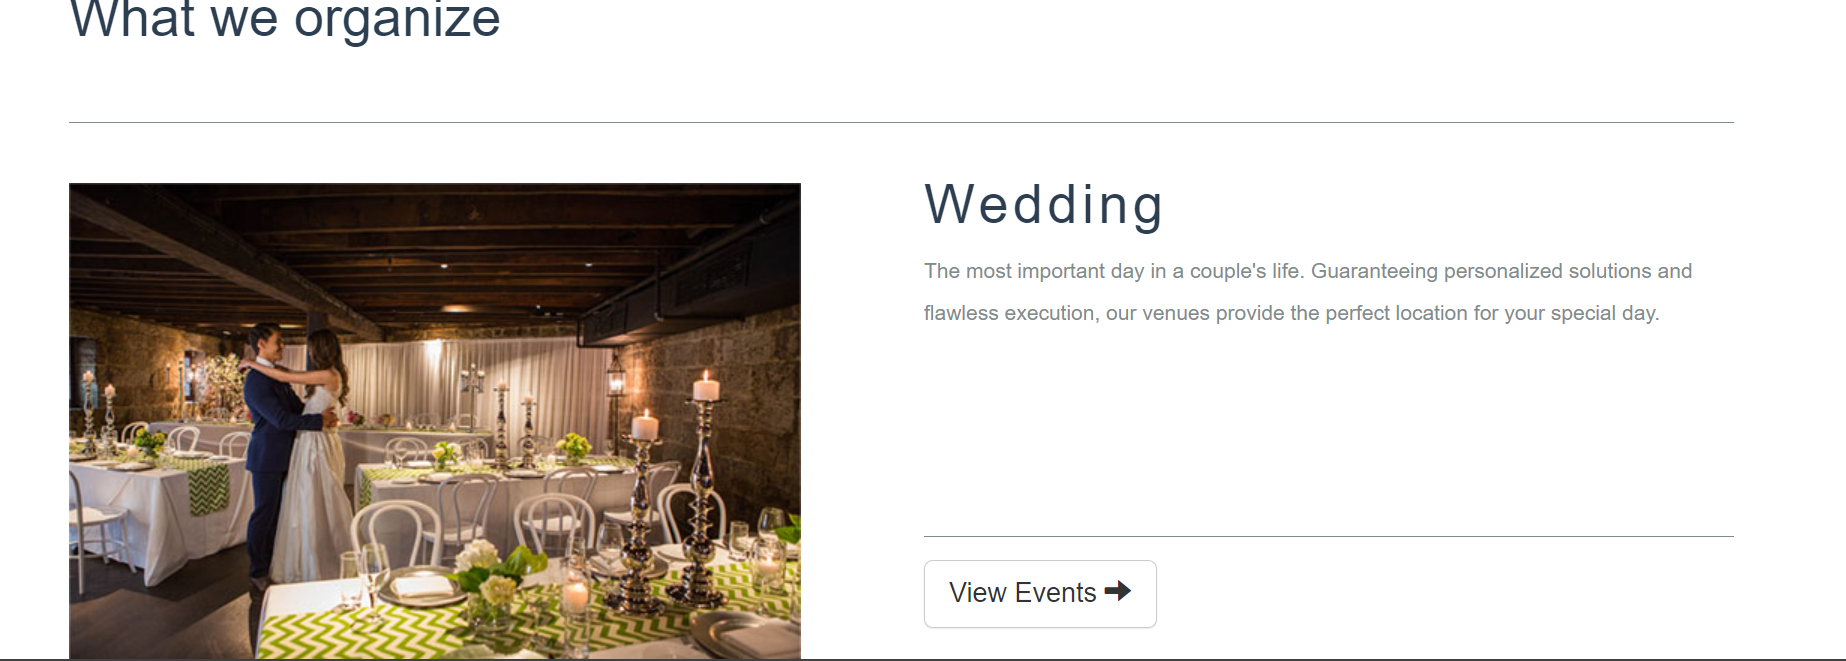 What we organize
Wedding
The most important day in a couple's life. Guaranteeing personalized solutions and
flawless execution, our venues provide the perfect location for your special day.
View Events